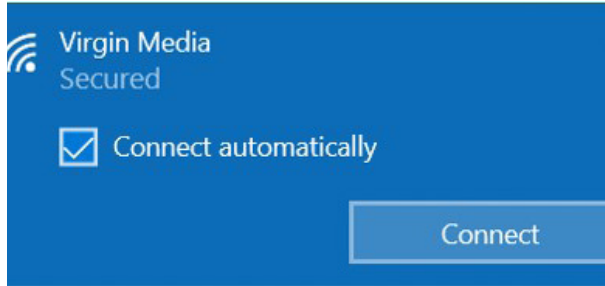 Virgin Media
Secured
Connect automatically
Connect